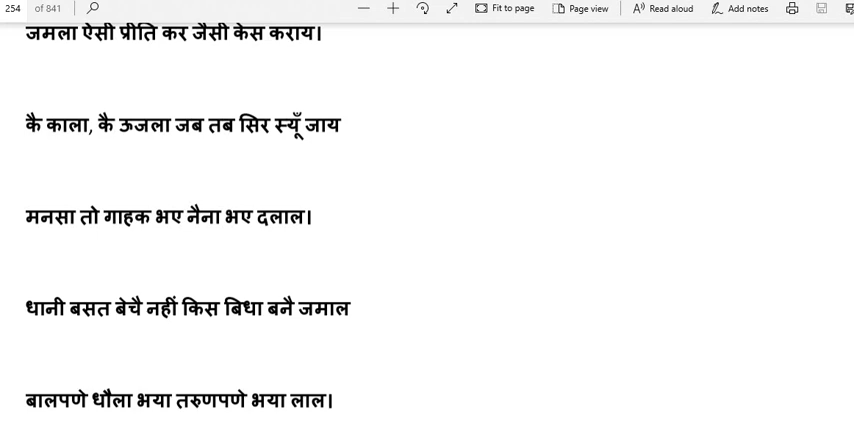 254 of 841 Fit to page Page view Read aloud Add notes
जमला ऐसी प्रीति कर जैसी केस कराय।
कै काला, कै ऊजला जब तब सिर स्यूँ जाय
मनसा तो गाहक भए नैना भए दलाल।
धानी बसत बेचै नहीं किस बिधा बनै जमाल
बालपणे धौला भया तरुणपणे भया लाल।